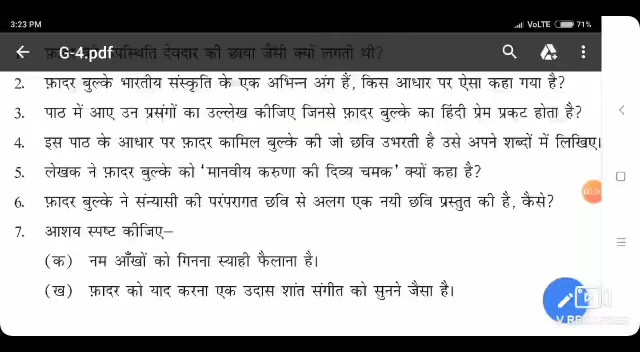 3:23 PM VoLTE 71%
G-4.pdf
उपस्थिति देवदार की छाया जैसी क्यों लगती थी?
2. फ़ादर बुल्के भारतीय संस्कृति के एक अभिन्न अंग हैं, किस आधार पर ऐसा कहा गया है?
3. पाठ में आए उन प्रसंगों का उल्लेख कीजिए जिनसे फ़ादर बुल्के का हिंदी प्रेम प्रकट होता है?
4. इस पाठ के आधार पर फ़ादर कामिल बुल्के की जो छवि उभरती है उसे अपने शब्दों में लिखिए।
5. लेखक ने फ़ादर बुल्के को 'मानवीय करुणा की दिव्य चमक' क्यों कहा है?
6. फ़ादर बुल्के ने संन्यासी की परंपरागत छवि से अलग एक नयी छवि प्रस्तुत की है, कैसे?
7. आशय स्पष्ट कीजिए–
(क) नम आँखों को गिनना स्याही फैलाना है।
(ख) फ़ादर को याद करना एक उदास शांत संगीत को सुनने जैसा है।